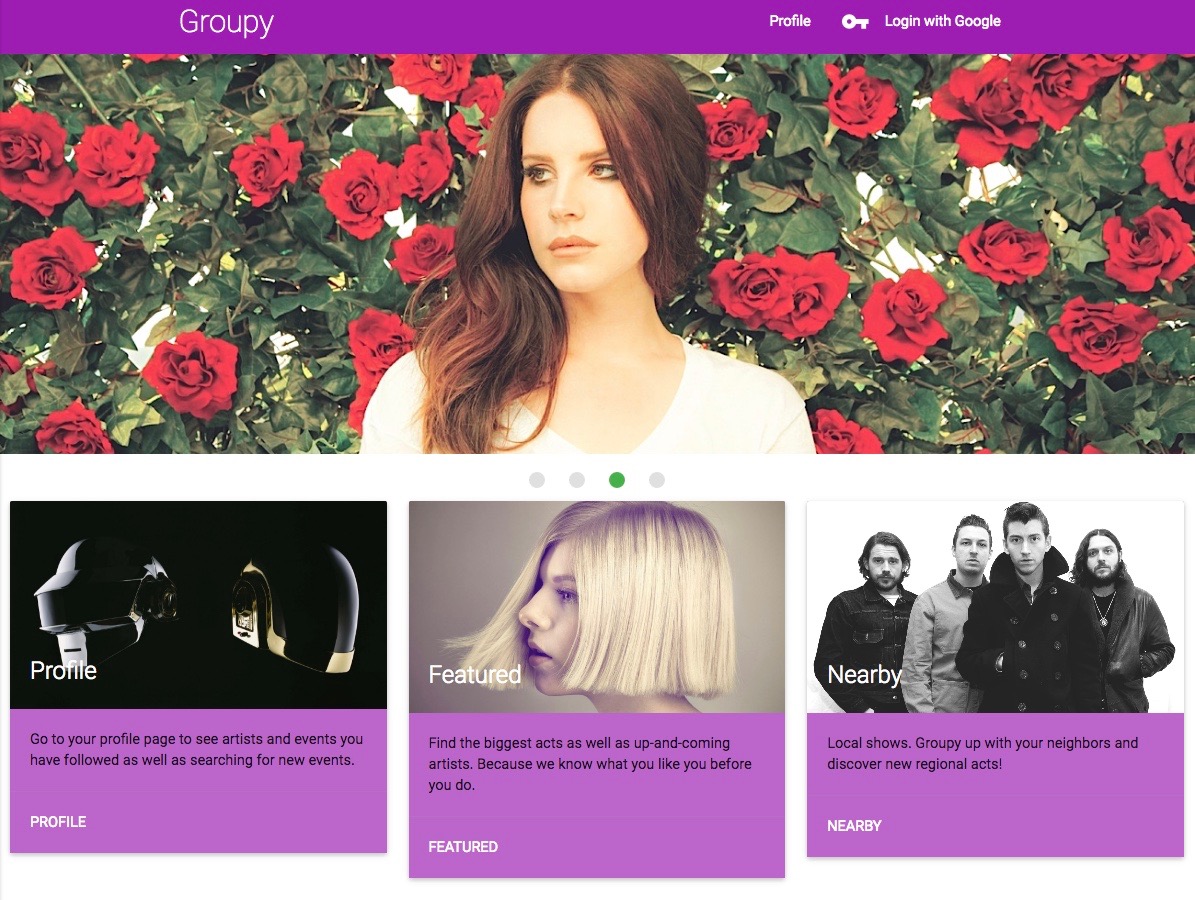 Groupy
Profile
Login with Google
Profile
Go to your profile page to see artists and events you
have followed as well as searching for new events.
PROFILE
Featured
Find the biggest acts as well as up-and-coming
artists. Because we know what you like you before
you do.
FEATURED
Nearby
Local shows. Groupy up with your neighbors and
discover new regional acts!
NEARBY